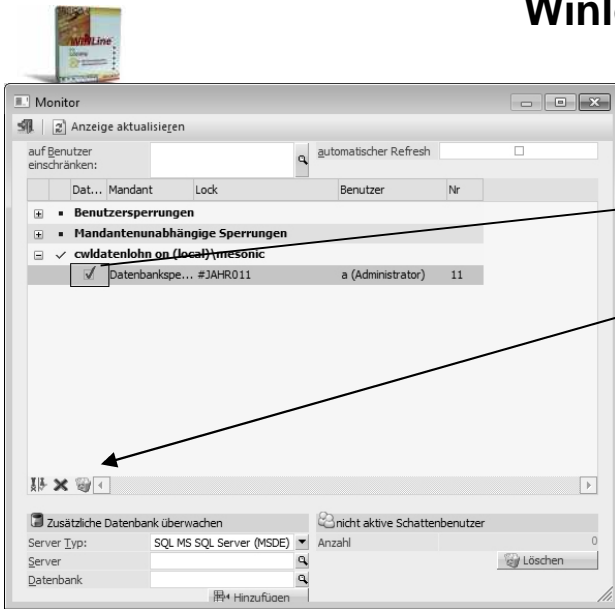 WinLine
Monitor
Anzeige aktualisieren
auf Benutzer einschränken:
automatischer Refresh
Dat... Mandant Lock Benutzer Nr
Benutzersperrungen
Mandantenunabhängige Sperrungen
cwldatenlohn on (local)\mesonic
Datenbankspe... #JAHR011 a (Administrator) 11
Zusätzliche Datenbank überwachen
nicht aktive Schattenbenutzer
Server Typ: SQL MS SQL Server (MSDE)
Anzahl 0
Server
Löschen
Datenbank
Hinzufügen